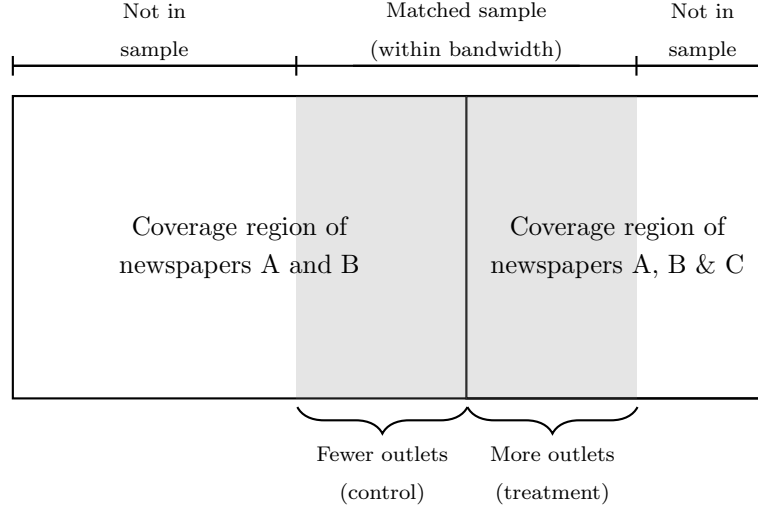 Not in
sample
Matched sample
(within bandwidth)
Not in
sample
Coverage region of
newspapers A and B
Coverage region of
newspapers A, B & C
Fewer outlets
(control)
More outlets
(treatment)